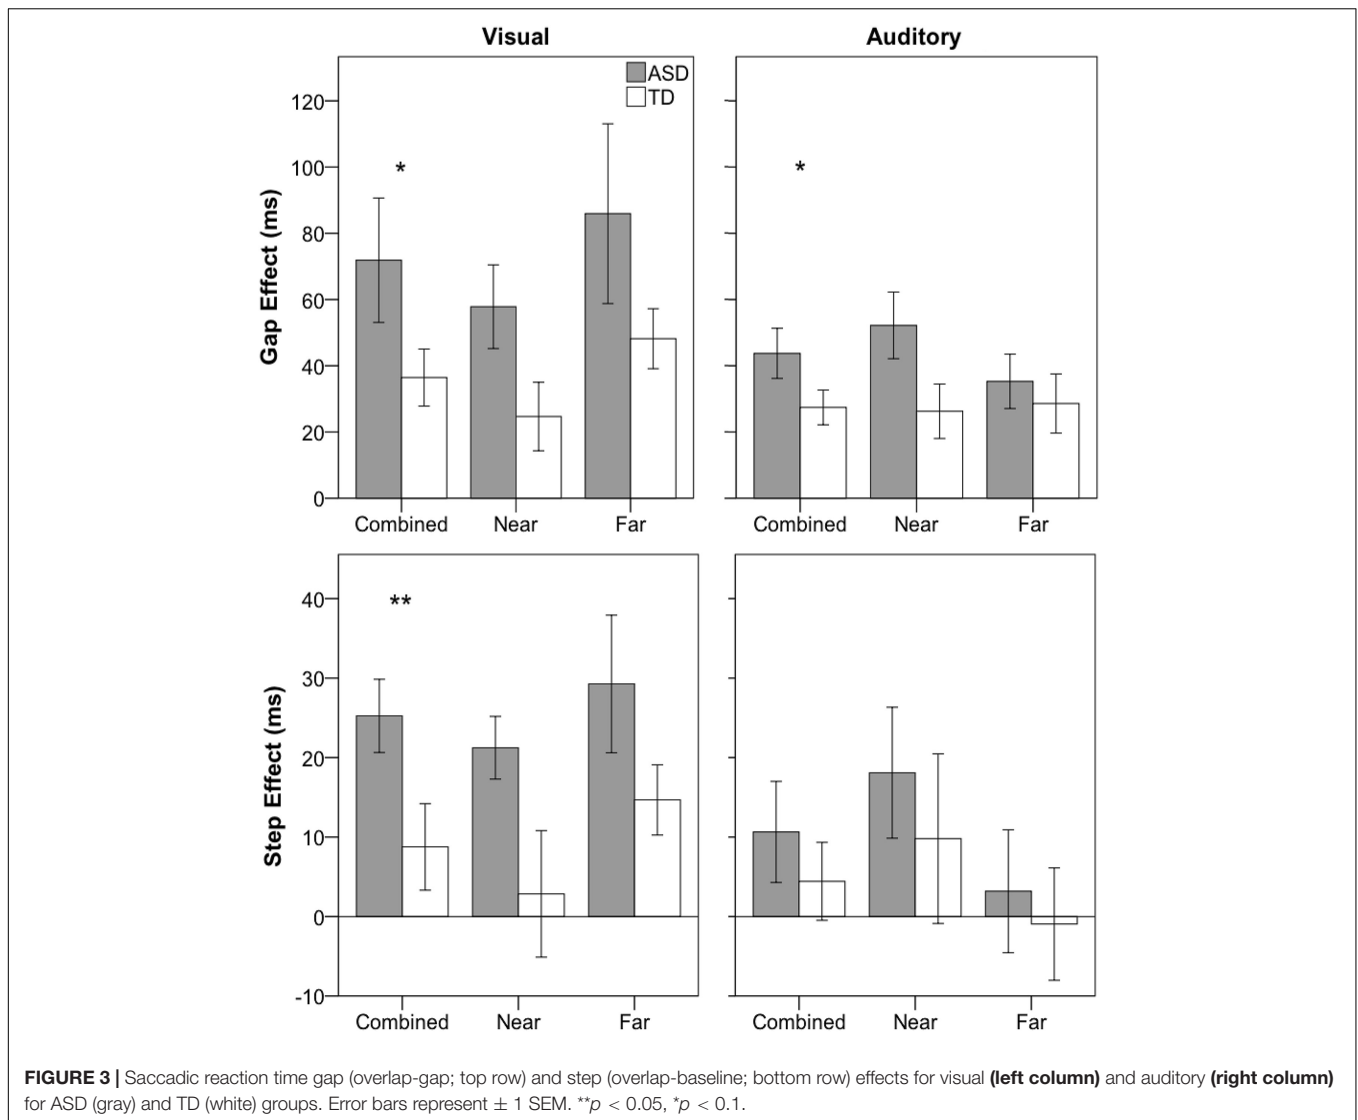 Visual
Auditory
ASD
TD
120
100
80
60
40
20
0
Gap Effect (ms)
*
*
Combined Near Far
Combined Near Far
40
30
20
10
0
-10
Step Effect (ms)
**
Combined Near Far
Combined Near Far
FIGURE 3 | Saccadic reaction time gap (overlap-gap; top row) and step (overlap-baseline; bottom row) effects for visual (left column) and auditory (right column)
for ASD (gray) and TD (white) groups. Error bars represent ± 1 SEM. **p < 0.05, *p < 0.1.